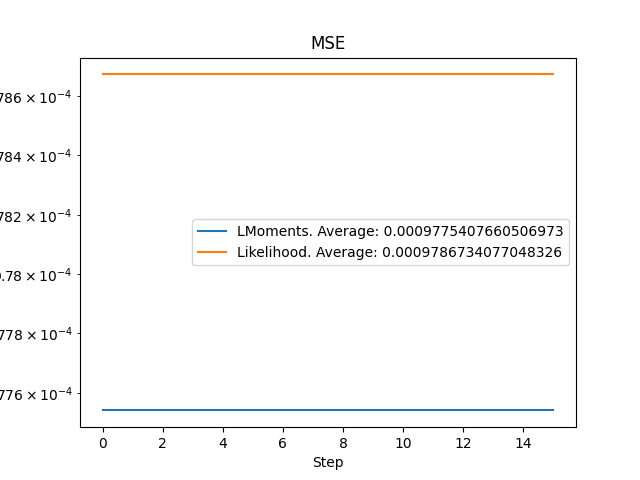 MSE
786 × 10⁻⁴
784 × 10⁻⁴
782 × 10⁻⁴
.78 × 10⁻⁴
778 × 10⁻⁴
776 × 10⁻⁴
LMoments. Average: 0.0009775407660506973
Likelihood. Average: 0.0009786734077048326
0 2 4 6 8 10 12 14
Step